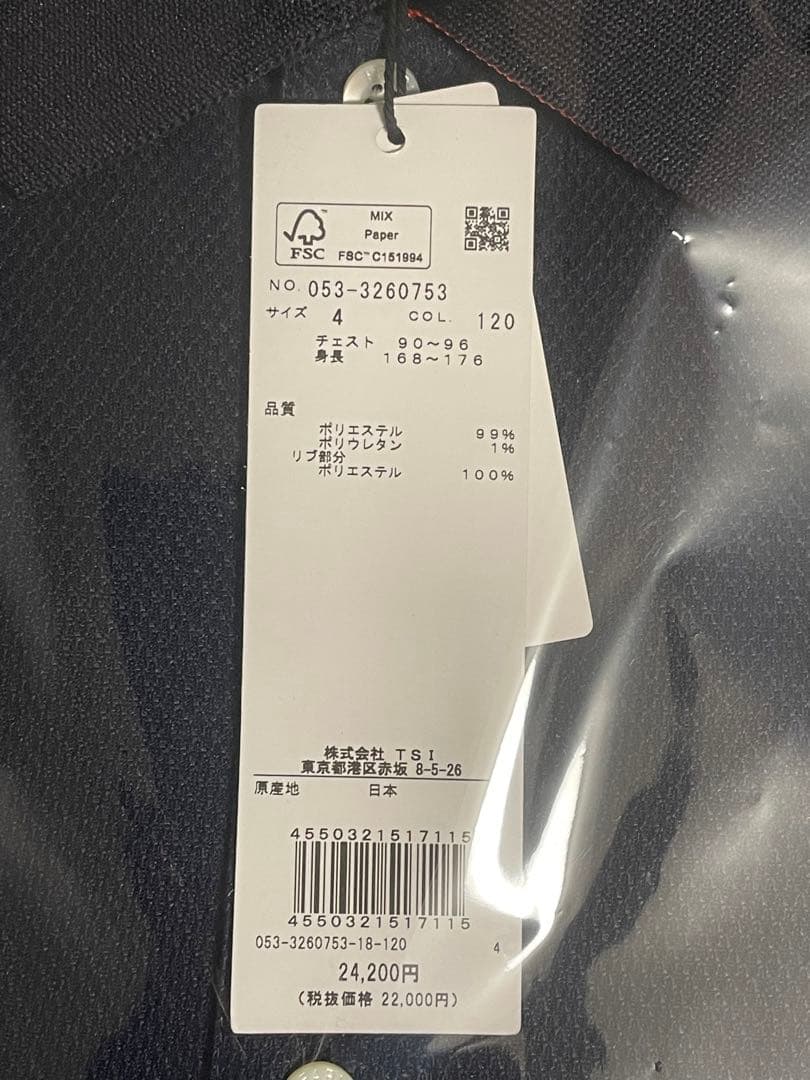 MIX
Paper
FSC™ C151994
FSC
NO. 053-3260753
サイズ 4 COL. 120
チェスト 90～96
身長 168～176
品質
ポリエステル 99%
ポリウレタン 1%
リブ部分
ポリエステル 100%
株式会社 TSI
東京都港区赤坂 8-5-26
原産地 日本
4550321517115
4550321517115
053-3260753-18-120 4
24,200円
（税抜価格 22,000円）